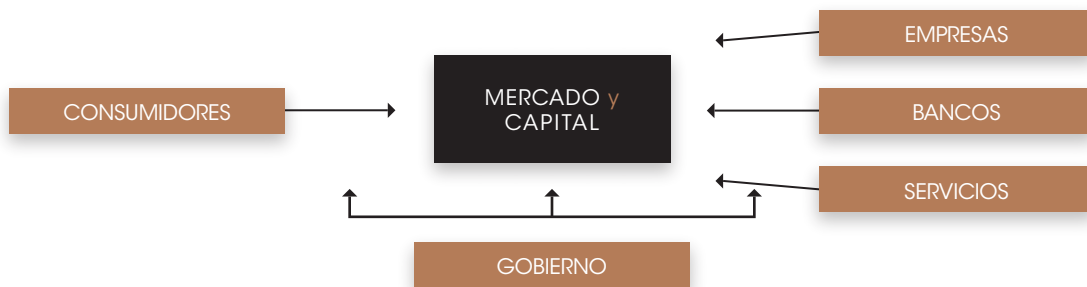 EMPRESAS
CONSUMIDORES
MERCADO y
CAPITAL
BANCOS
SERVICIOS
GOBIERNO